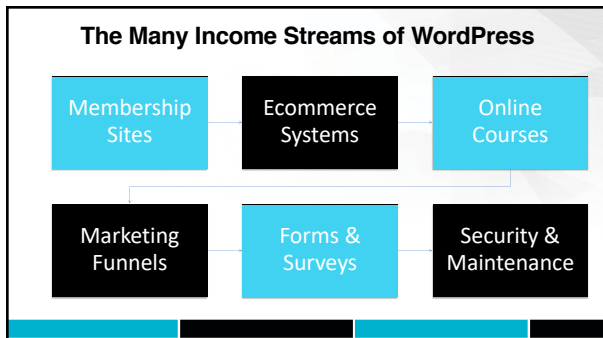 The Many Income Streams of WordPress
Membership
Sites
Ecommerce
Systems
Online
Courses
Marketing
Funnels
Forms &
Surveys
Security &
Maintenance